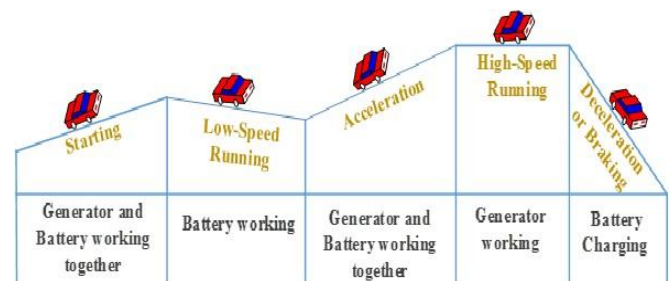 Starting
Low-Speed
Running
Acceleration
High-Speed
Running
Deceleration
or Braking
Generator and
Battery working
together
Battery working
Generator and
Battery working
together
Generator
working
Battery
Charging